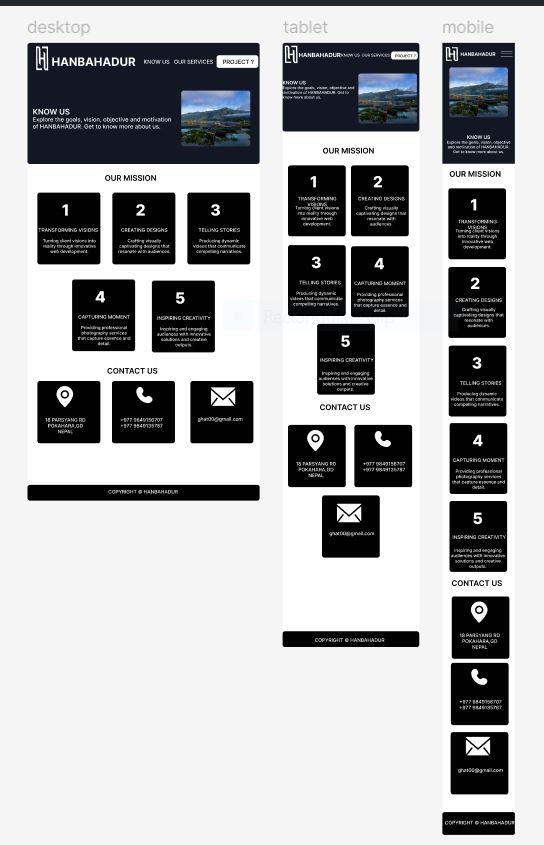 desktop
HANBAHADUR
KNOW US OUR SERVICES PROJECT ?
KNOW US
Explore the goals, vision, objective and motivation
of HANBAHADUR. Get to know more about us.
OUR MISSION
1
TRANSFORMING VISIONS
Turning client visions into
reality through innovative
web development.
2
CREATING DESIGNS
Crafting visually
captivating designs that
resonate with audiences.
3
TELLING STORIES
Producing dynamic
videos that communicate
compelling narratives.
4
CAPTURING MOMENT
Providing professional
photography services
that capture essence and
detail.
5
INSPIRING CREATIVITY
Inspiring and engaging
audiences with innovative
solutions and creative
outputs.
CONTACT US
18 PARSYANG RD
POKAHARA,GD
NEPAL
+977 9849156707
+977 9849135787
ghat00@gmail.com
COPYRIGHT © HANBAHADUR
tablet
HANBAHADUR
KNOW US OUR SERVICES PROJECT ?
KNOW US
Explore the goals, vision, objective and
motivation of HANBAHADUR. Get to
know more about us.
OUR MISSION
1
TRANSFORMING
VISIONS
Turning client visions
into reality through
innovative web
development.
2
CREATING DESIGNS
Crafting visually
captivating designs that
resonate with audiences.
3
TELLING STORIES
Producing dynamic
videos that communicate
compelling narratives.
4
CAPTURING MOMENT
Providing professional
photography services
that capture essence and
detail.
5
INSPIRING CREATIVITY
Inspiring and engaging
audiences with innovative
solutions and creative
outputs.
CONTACT US
18 PARSYANG RD
POKAHARA,GD
NEPAL
+977 9849156707
+977 9849135787
ghat00@gmail.com
COPYRIGHT © HANBAHADUR
mobile
HANBAHADUR
KNOW US
Explore the goals, vision, objective
and motivation of HANBAHADUR.
Get to know more about us.
OUR MISSION
1
TRANSFORMING
VISIONS
Turning client visions
into reality through
innovative web
development.
2
CREATING DESIGNS
Crafting visually
captivating designs that
resonate with
audiences.
3
TELLING STORIES
Producing dynamic
videos that communicate
compelling narratives.
4
CAPTURING MOMENT
Providing professional
photography services
that capture essence and
detail.
5
INSPIRING CREATIVITY
Inspiring and engaging
audiences with innovative
solutions and creative
outputs.
CONTACT US
18 PARSYANG RD
POKAHARA,GD
NEPAL
+977 9849156707
+977 9849135787
ghat00@gmail.com
COPYRIGHT © HANBAHADUR